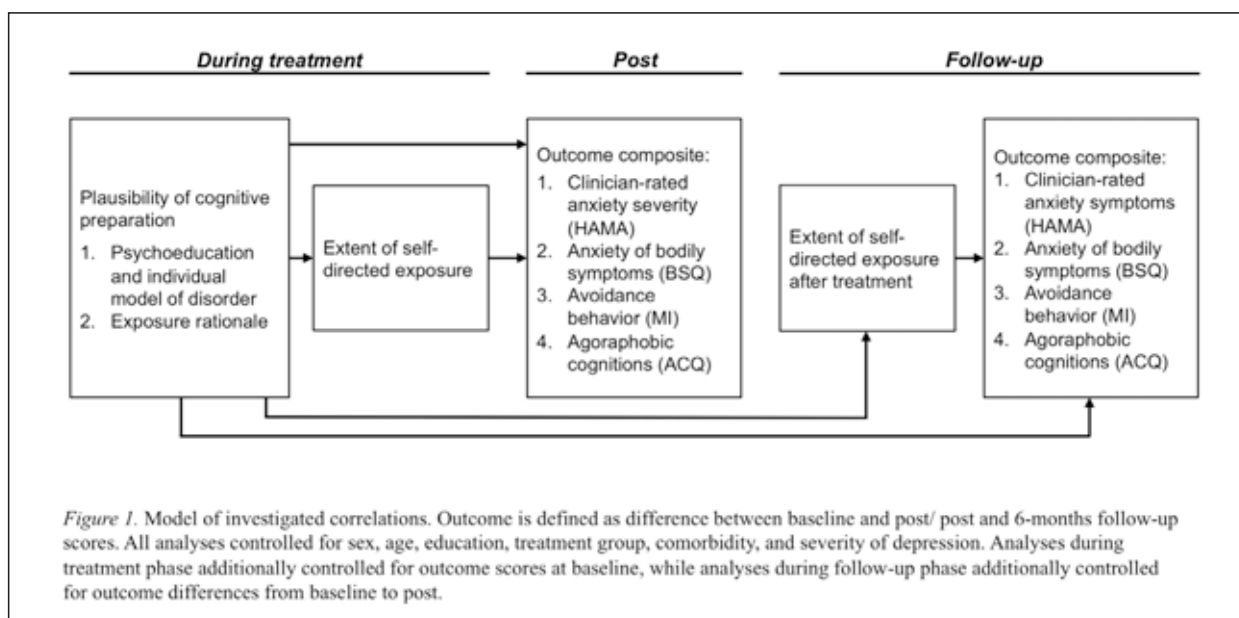 During treatment
Post
Follow-up
Plausibility of cognitive
preparation
1. Psychoeducation
and individual
model of disorder
2. Exposure rationale
Extent of self-
directed exposure
Outcome composite:
1. Clinician-rated
anxiety severity
(HAMA)
2. Anxiety of bodily
symptoms (BSQ)
3. Avoidance
behavior (MI)
4. Agoraphobic
cognitions (ACQ)
Extent of self-
directed exposure
after treatment
Outcome composite:
1. Clinician-rated
anxiety symptoms
(HAMA)
2. Anxiety of bodily
symptoms (BSQ)
3. Avoidance
behavior (MI)
4. Agoraphobic
cognitions (ACQ)
Figure 1. Model of investigated correlations. Outcome is defined as difference between baseline and post/ post and 6-months follow-up
scores. All analyses controlled for sex, age, education, treatment group, comorbidity, and severity of depression. Analyses during
treatment phase additionally controlled for outcome scores at baseline, while analyses during follow-up phase additionally controlled
for outcome differences from baseline to post.